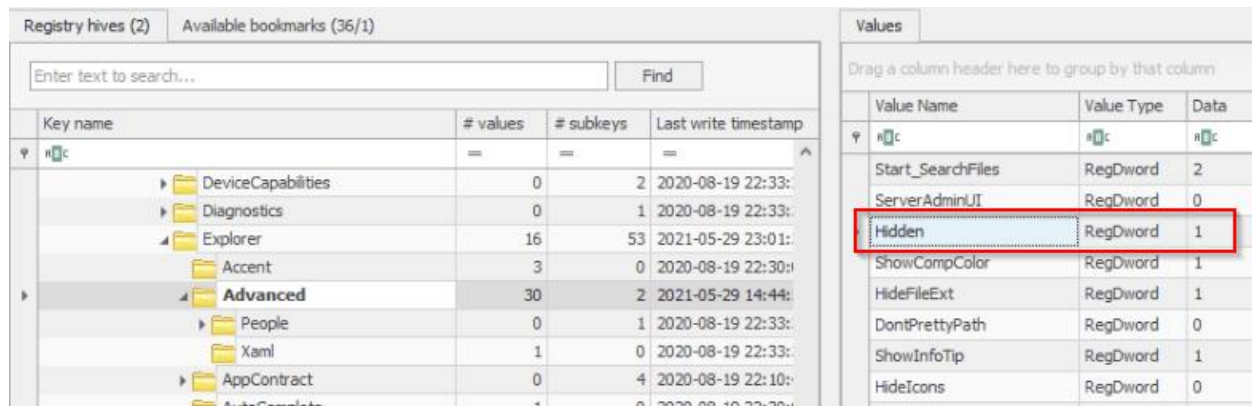 Registry hives (2) Available bookmarks (36/1)
Enter text to search... Find
Key name # values # subkeys Last write timestamp
= = =
DeviceCapabilities 0 2 2020-08-19 22:33:
Diagnostics 0 1 2020-08-19 22:33:
Explorer 16 53 2021-05-29 23:01:
Accent 3 0 2020-08-19 22:30:
Advanced 30 2 2021-05-29 14:44:
People 0 1 2020-08-19 22:33:
Xaml 1 0 2020-08-19 22:33:
AppContract 0 4 2020-08-19 22:10:
Values
Drag a column header here to group by that column
Value Name Value Type Data
Start_SearchFiles RegDword 2
ServerAdminUI RegDword 0
Hidden RegDword 1
ShowCompColor RegDword 1
HideFileExt RegDword 1
DontPrettyPath RegDword 0
ShowInfoTip RegDword 1
HideIcons RegDword 0